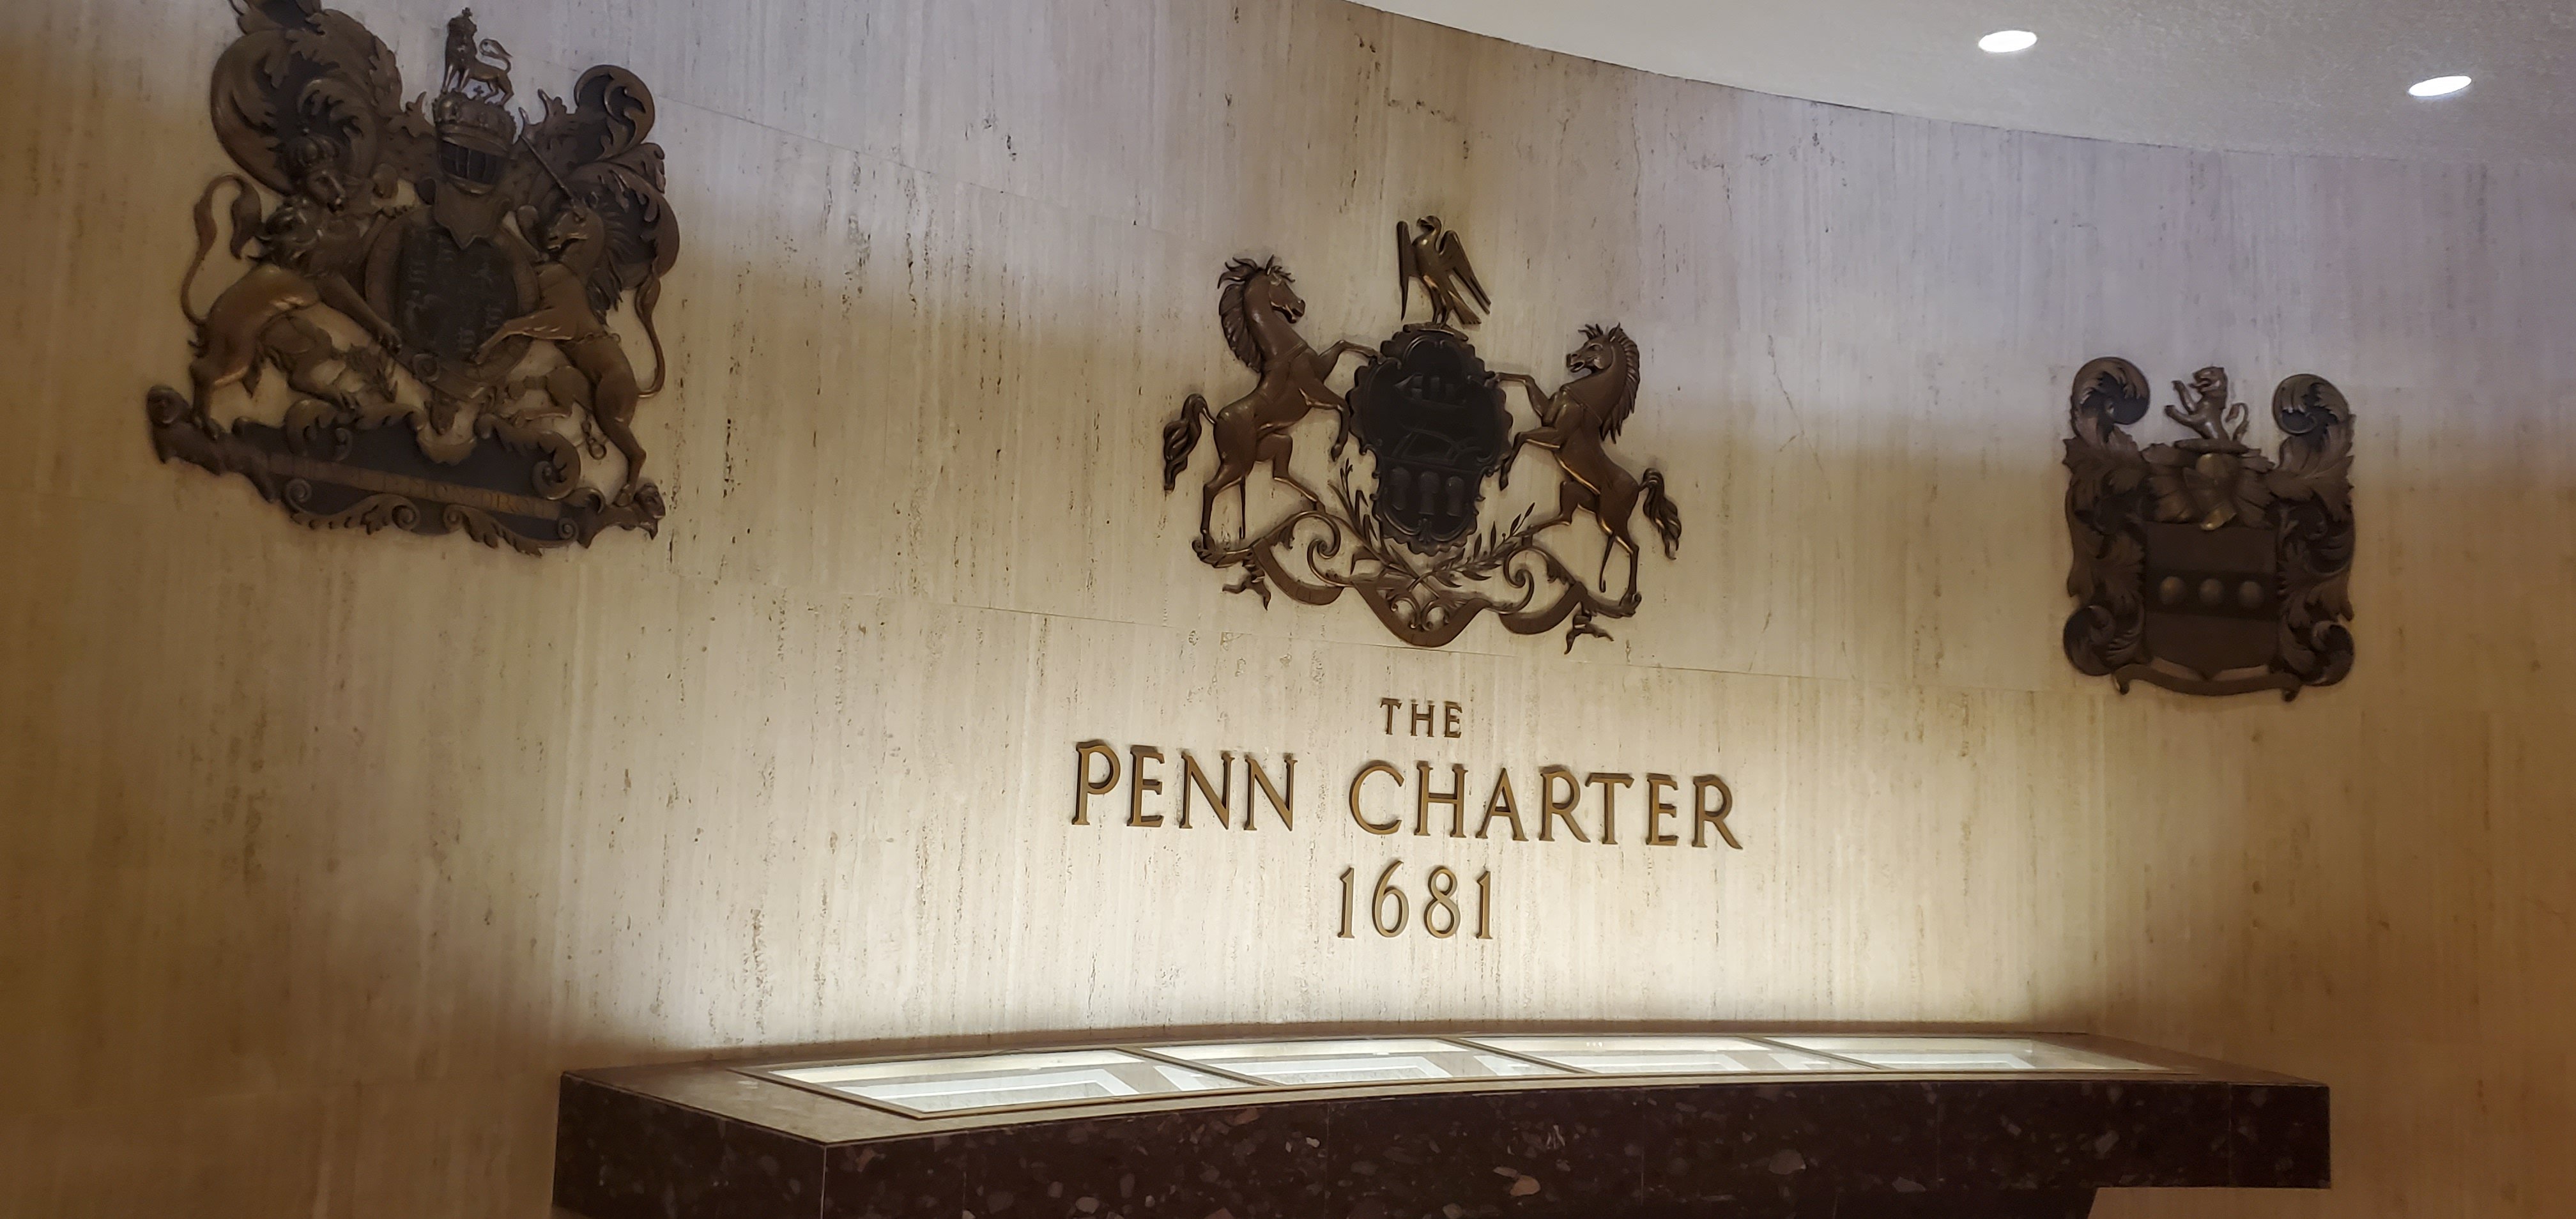 THE
PENN CHARTER
1681